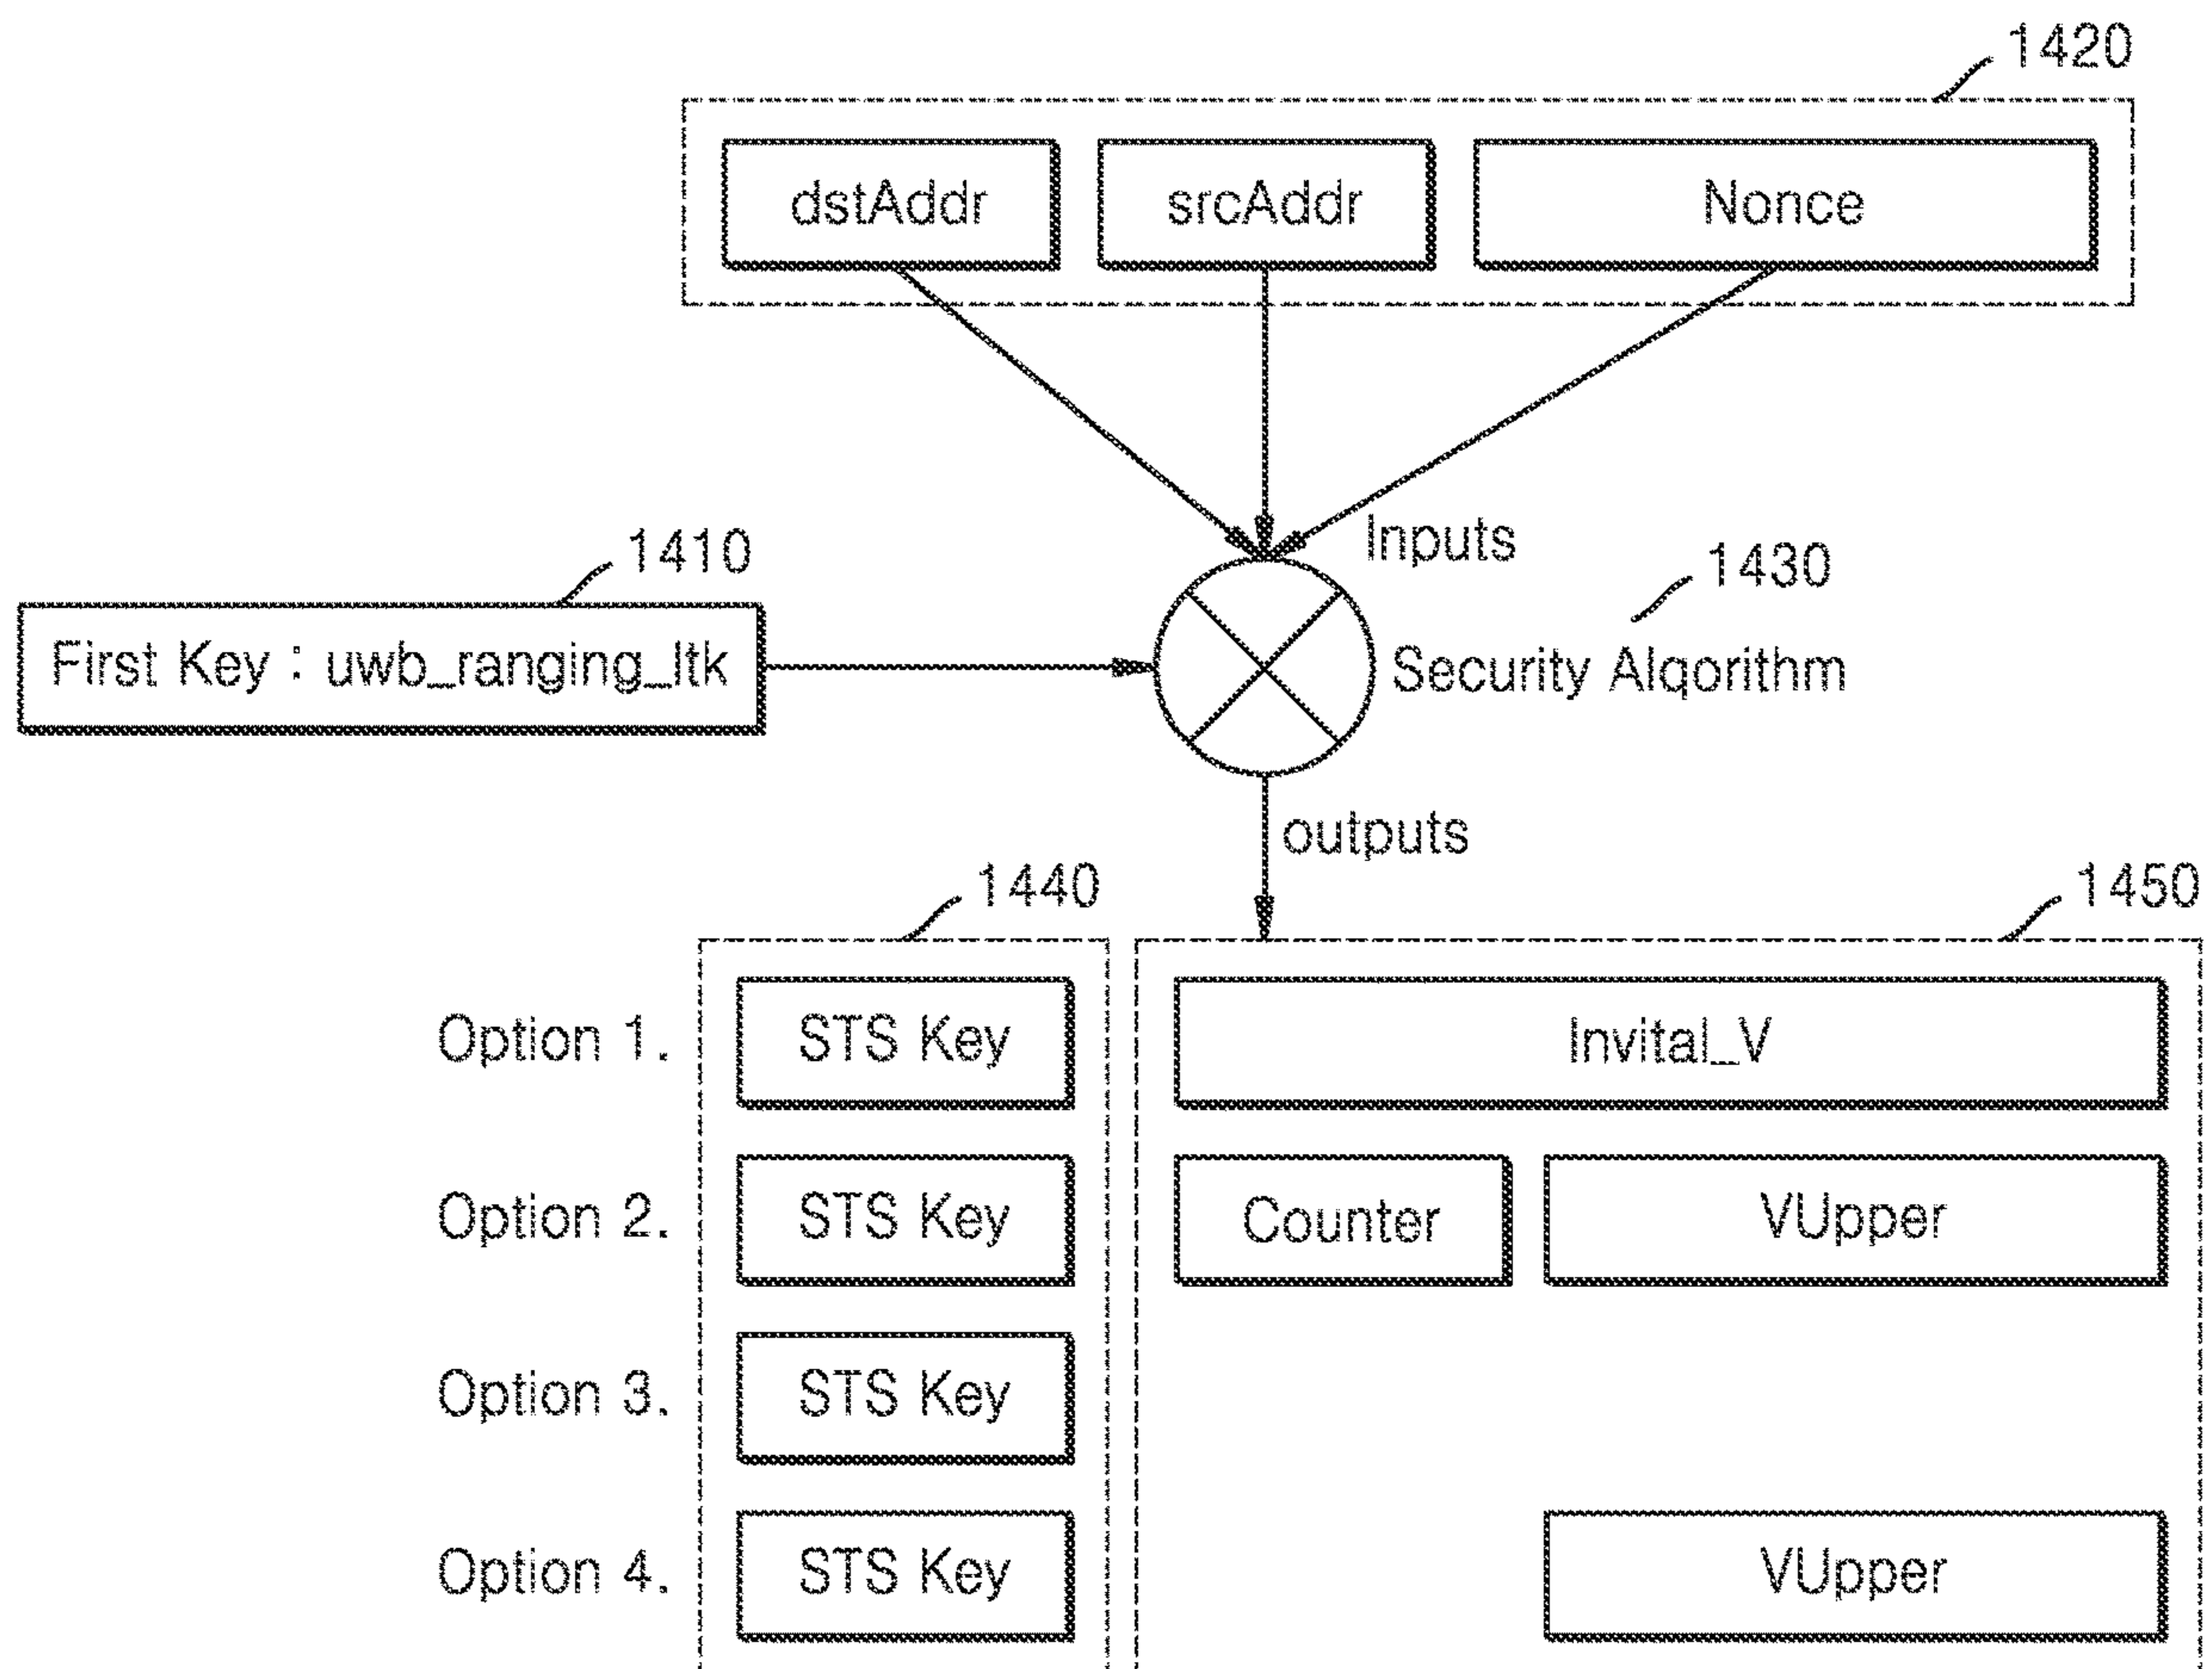 1420
dstAddr
srcAddr
Nonce
Inputs
1410
First Key : uwb_ranging_ltk
1430
Security Alqorithm
outputs
1440
1450
Option 1.
STS Key
Invital_V
Option 2.
STS Key
Counter
VUpper
Option 3.
STS Key
Option 4.
STS Key
VUpper